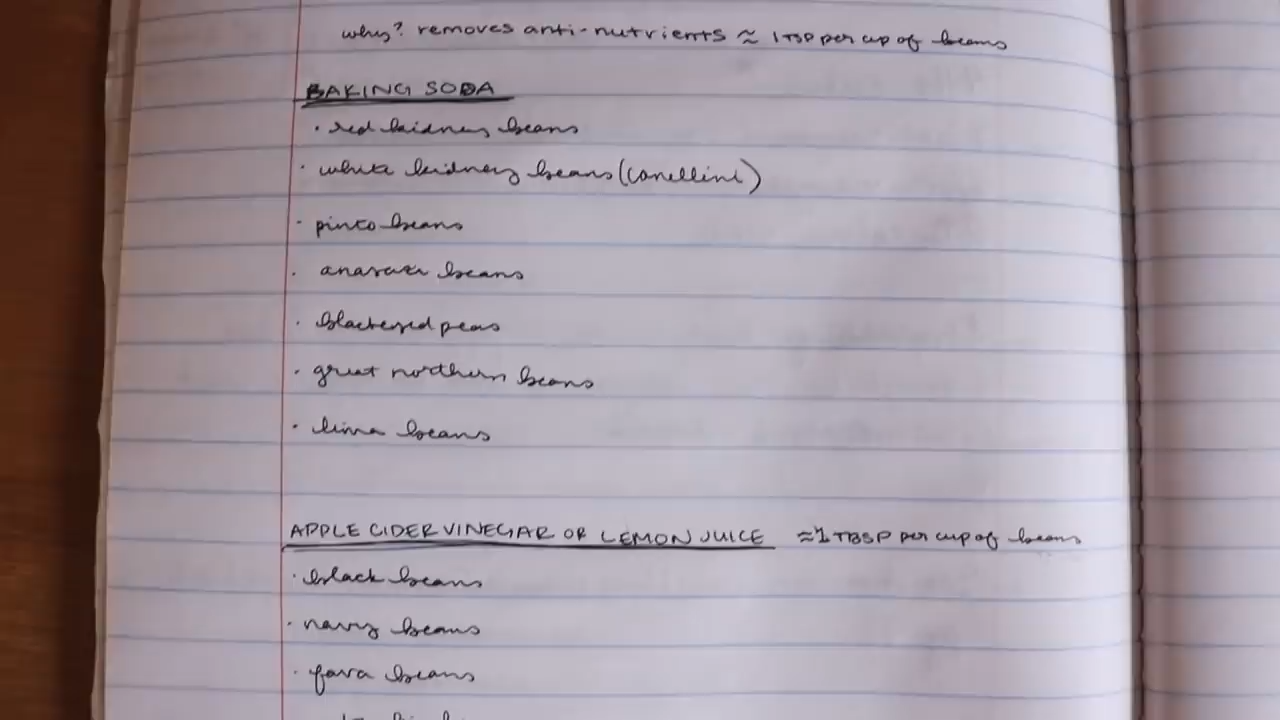 why? removes anti-nutrients ≈ 1 TSP per cup of beans
BAKING SODA
· red kidney beans
· white kidney beans (canellini)
· pinto beans
· anasazi beans
· blackeyed peas
· great northern beans
· lima beans
APPLE CIDER VINEGAR OR LEMON JUICE ≈1 TBSP per cup of beans
· black beans
· navy beans
· fava beans